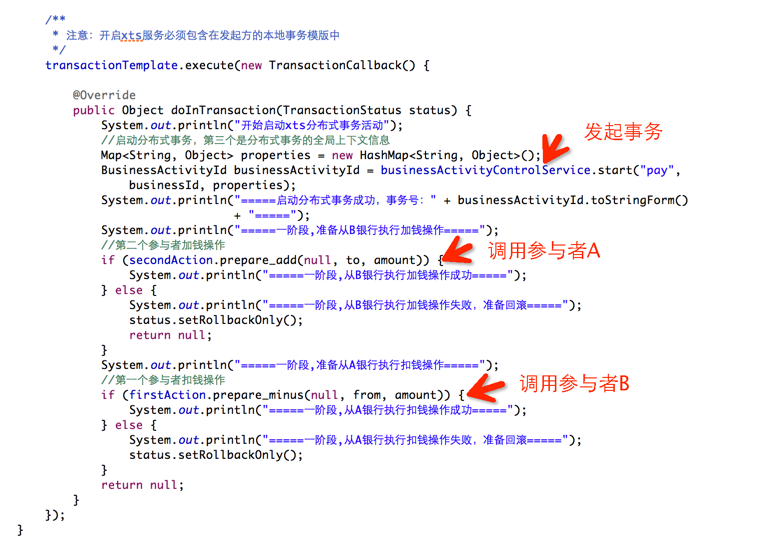 /**
 * 注意：开启xts服务必须包含在发起方的本地事务模版中
 */
transactionTemplate.execute(new TransactionCallback() {
@Override
public Object doInTransaction(TransactionStatus status) {
System.out.println("开始启动xts分布式事务活动");
发起事务
//启动分布式事务，第三个是分布式事务的全局上下文信息
Map<String, Object> properties = new HashMap<String, Object>();
BusinessActivityId businessActivityId = businessActivityControlService.start("pay",
businessId, properties);
System.out.println("=====启动分布式事务成功，事务号：" + businessActivityId.toStringForm()
+ "=====");
System.out.println("=====一阶段,准备从B银行执行加钱操作=====");
//第二个参与者加钱操作
调用参与者A
if (secondAction.prepare_add(null, to, amount)) {
System.out.println("=====一阶段,从B银行执行加钱操作成功=====");
} else {
System.out.println("=====一阶段,从B银行执行加钱操作失败，准备回滚=====");
status.setRollbackOnly();
return null;
}
System.out.println("=====一阶段,准备从A银行执行扣钱操作=====");
//第一个参与者扣钱操作
调用参与者B
if (firstAction.prepare_minus(null, from, amount)) {
System.out.println("=====一阶段,从A银行执行扣钱操作成功=====");
} else {
System.out.println("=====一阶段,从A银行执行扣钱操作失败，准备回滚=====");
status.setRollbackOnly();
}
return null;
}
});
}